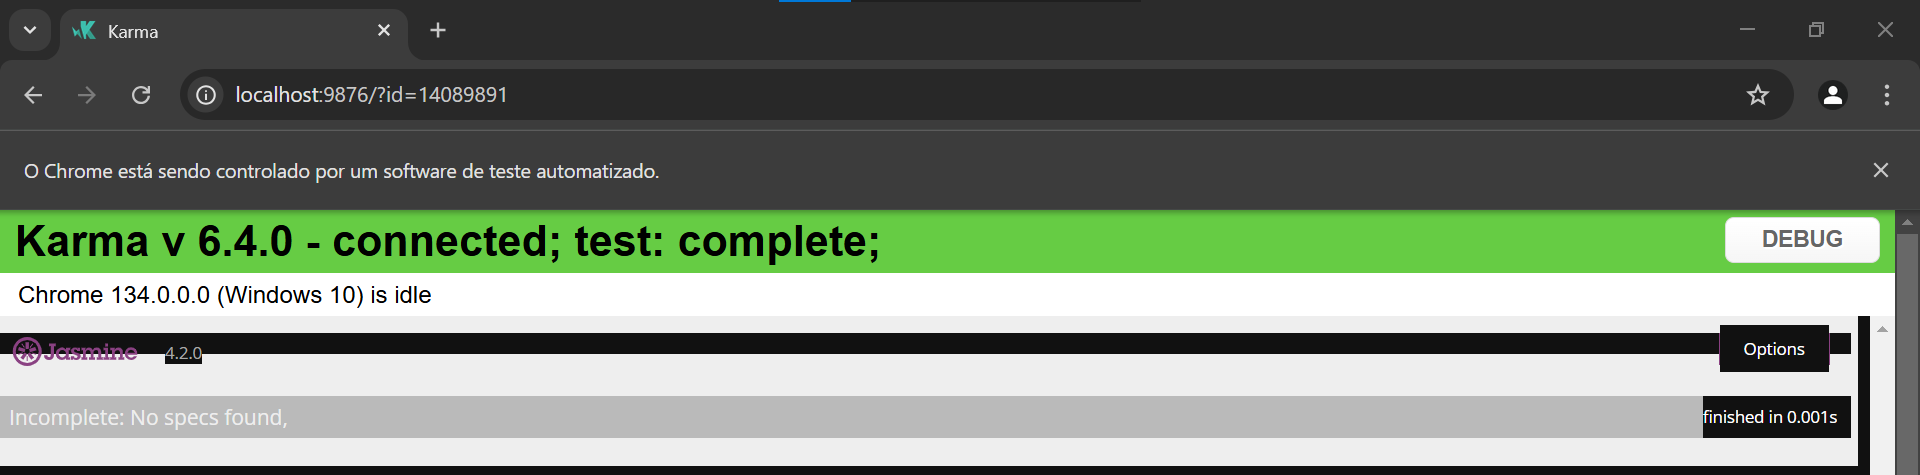 Karma
localhost:9876/?id=14089891
O Chrome está sendo controlado por um software de teste automatizado.
Karma v 6.4.0 - connected; test: complete;
DEBUG
Chrome 134.0.0.0 (Windows 10) is idle
Jasmine 4.2.0
Options
Incomplete: No specs found,
finished in 0.001s